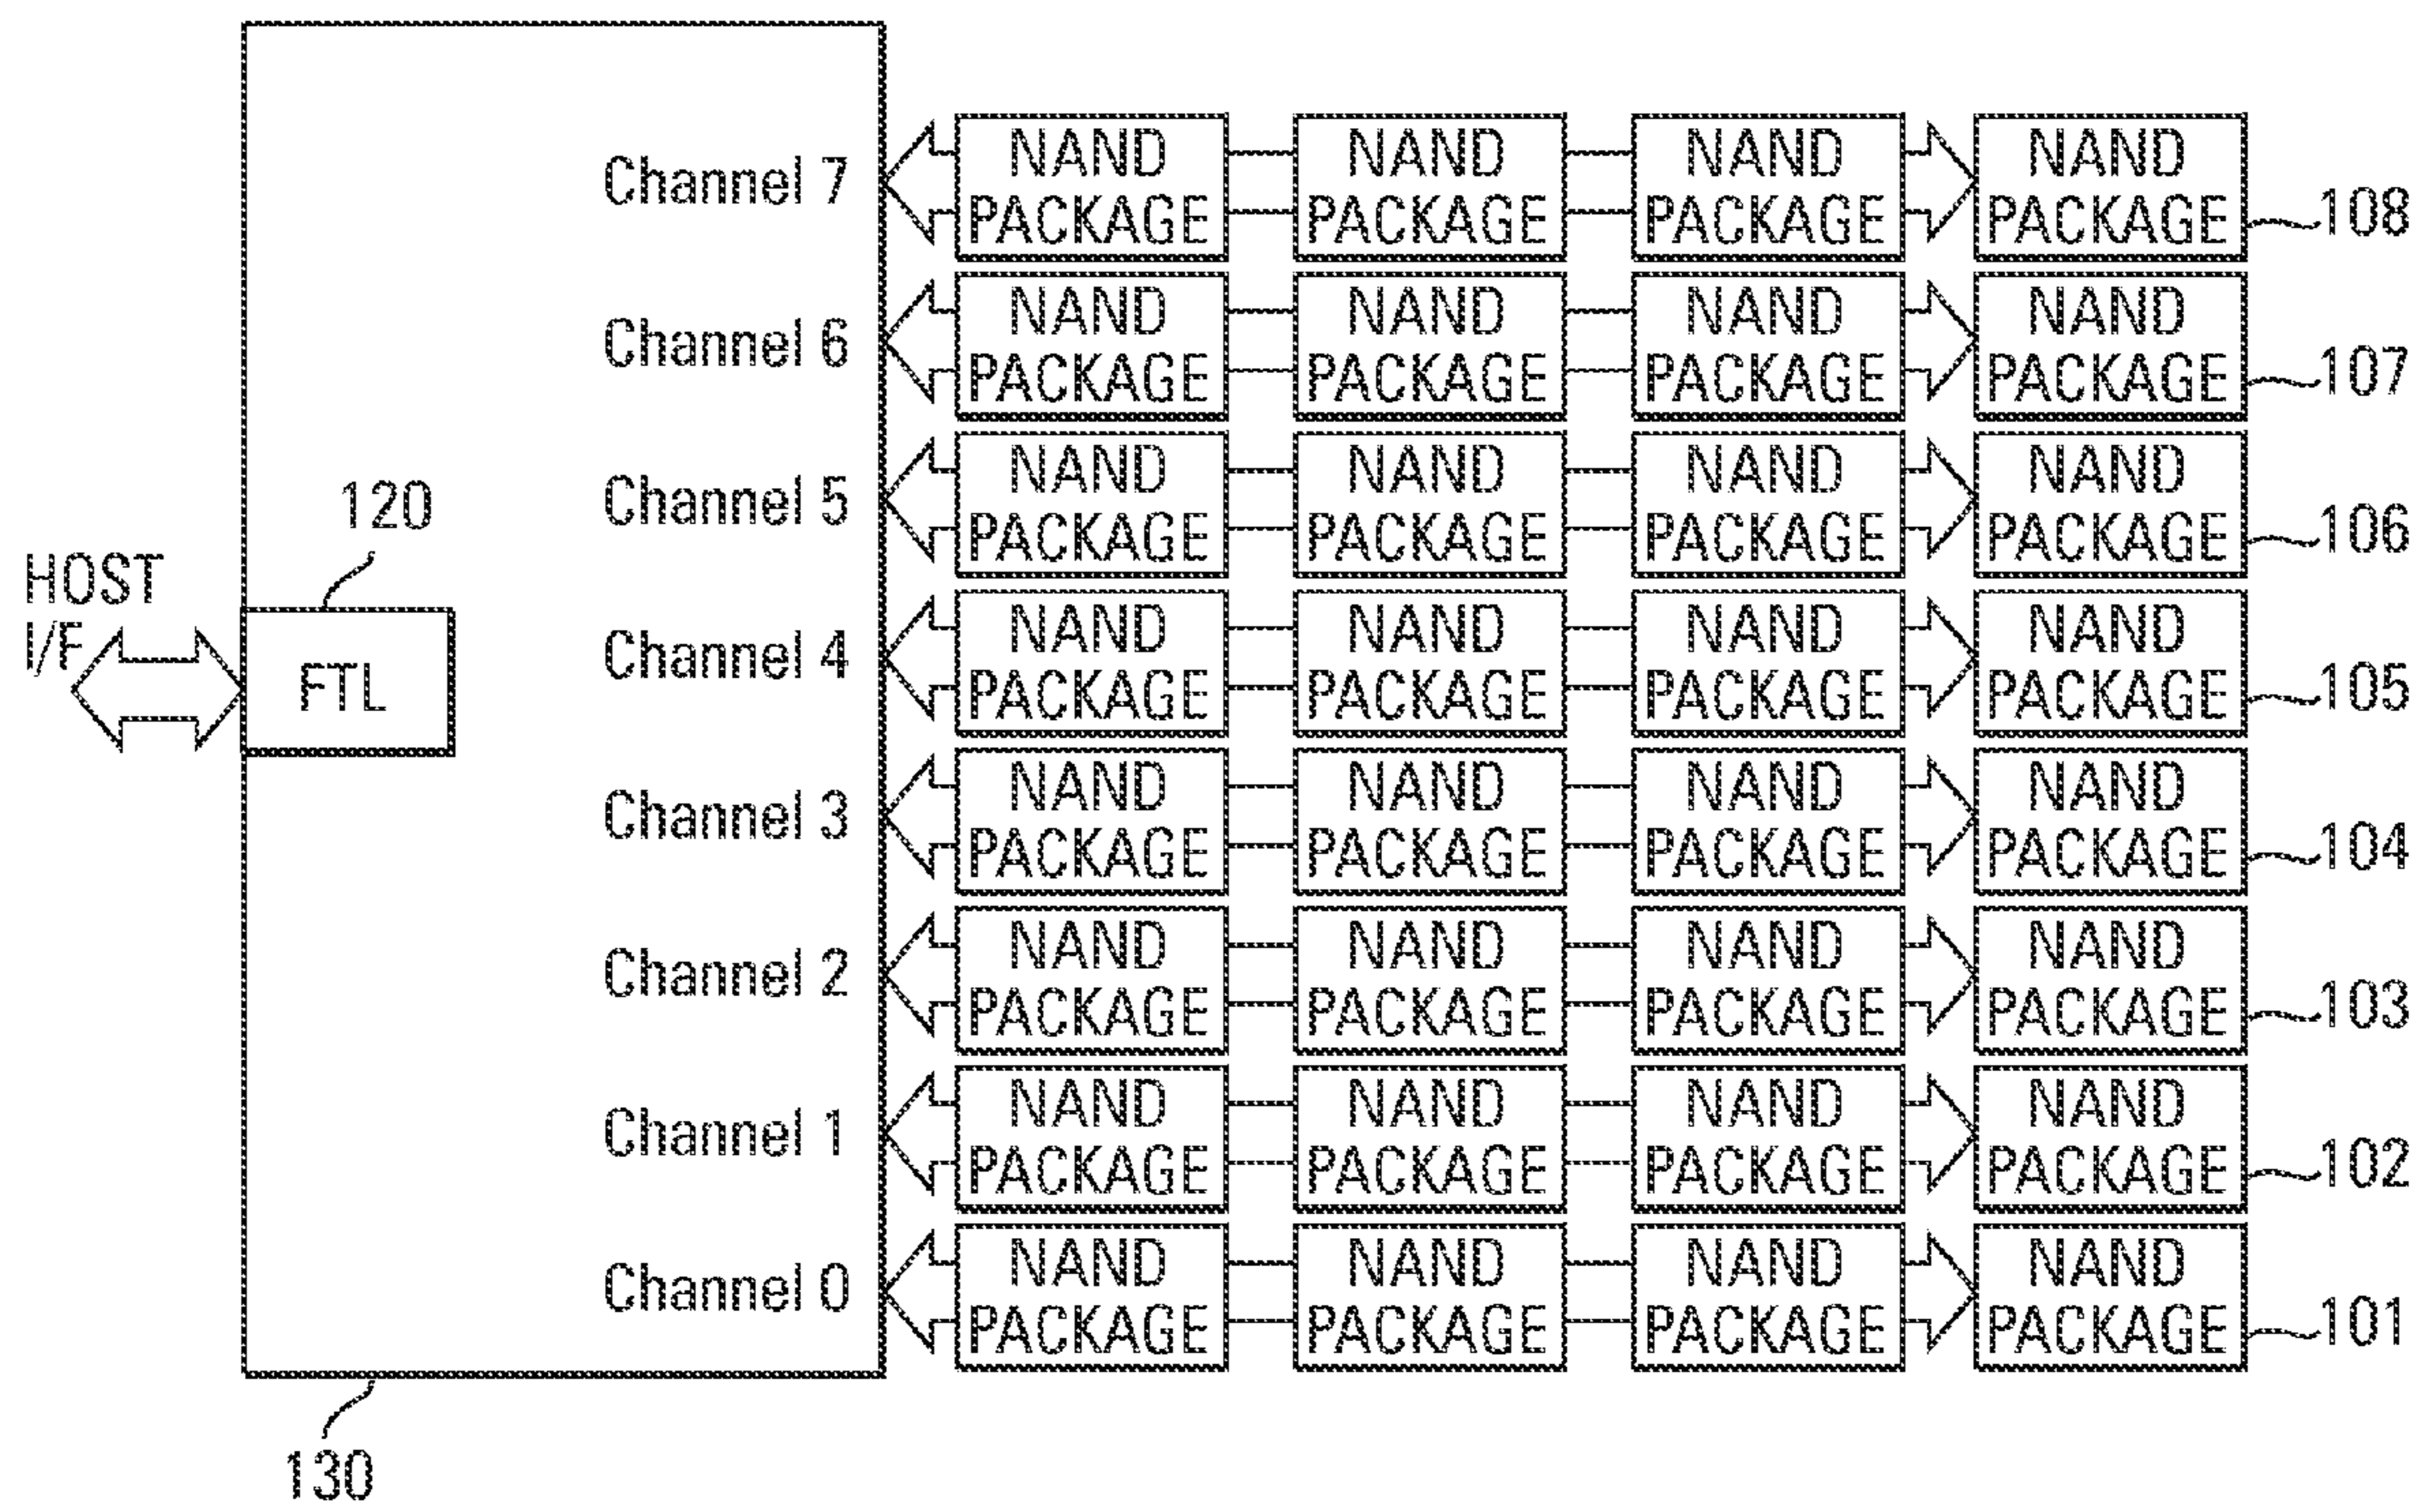 Channel 7
NAND PACKAGE NAND PACKAGE NAND PACKAGE NAND PACKAGE
108
Channel 6
NAND PACKAGE NAND PACKAGE NAND PACKAGE NAND PACKAGE
107
Channel 5
NAND PACKAGE NAND PACKAGE NAND PACKAGE NAND PACKAGE
106
120
HOST
I/F
FTL
Channel 4
NAND PACKAGE NAND PACKAGE NAND PACKAGE NAND PACKAGE
105
Channel 3
NAND PACKAGE NAND PACKAGE NAND PACKAGE NAND PACKAGE
104
Channel 2
NAND PACKAGE NAND PACKAGE NAND PACKAGE NAND PACKAGE
103
Channel 1
NAND PACKAGE NAND PACKAGE NAND PACKAGE NAND PACKAGE
102
Channel 0
NAND PACKAGE NAND PACKAGE NAND PACKAGE NAND PACKAGE
101
130